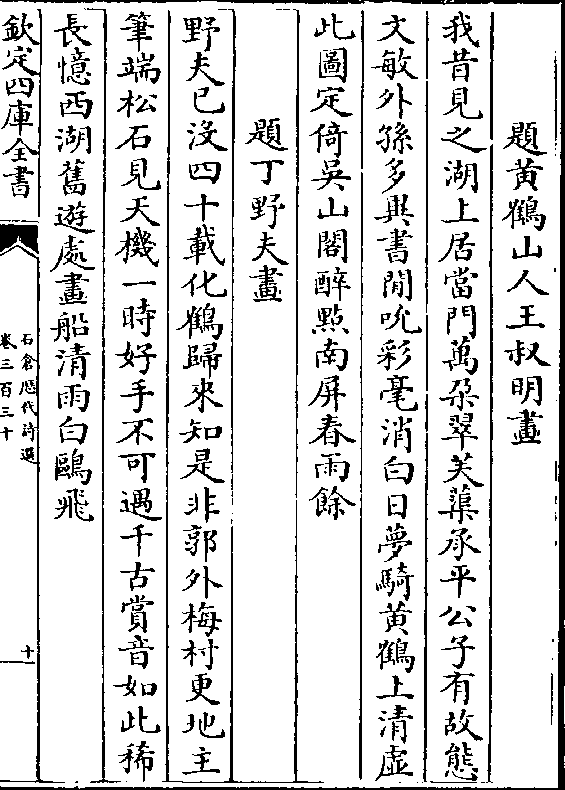 題黃鶴山人王叔明畫
我昔見之湖上居當門萬朶翠芙蕖承平公子有故態
文敏外孫多異書閒吮彩毫消白日夢騎黃鶴上清虛
此圖定倚吳山閣醉點南屏春雨餘
題丁野夫畫
野夫已沒四十載化鶴歸來知是非郭外梅村更地主
筆端松石見天機一時好手不可遇千古賞音如此稀
長憶西湖舊遊處畫船清雨白鷗飛
欽定四庫全書
石倉歴代詩選
卷三百三十
十